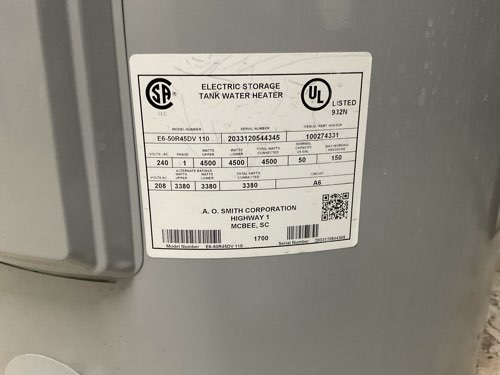 SA
LLC
ELECTRIC STORAGE
TANK WATER HEATER
UL
LISTED
932N
MODEL NUMBER SERIAL NUMBER
E6-50R45DV 110 2033120544345 100274331
VOLTS AC PHASE WATTS UPPER WATTS LOWER TOTAL WATTS CONNECTED NOMINAL CAPACITY US GAL MAX WORKING PRESSURE
240 1 4500 4500 4500 50 150
ALTERNATE RATINGS
VOLTS AC WATTS UPPER WATTS LOWER TOTAL WATTS CONNECTED CIRCUIT
208 3380 3380 3380 A6
A. O. SMITH CORPORATION
HIGHWAY 1
MCBEE, SC
1700
Model Number E6-50R45DV 110 Serial Number 2033120544345